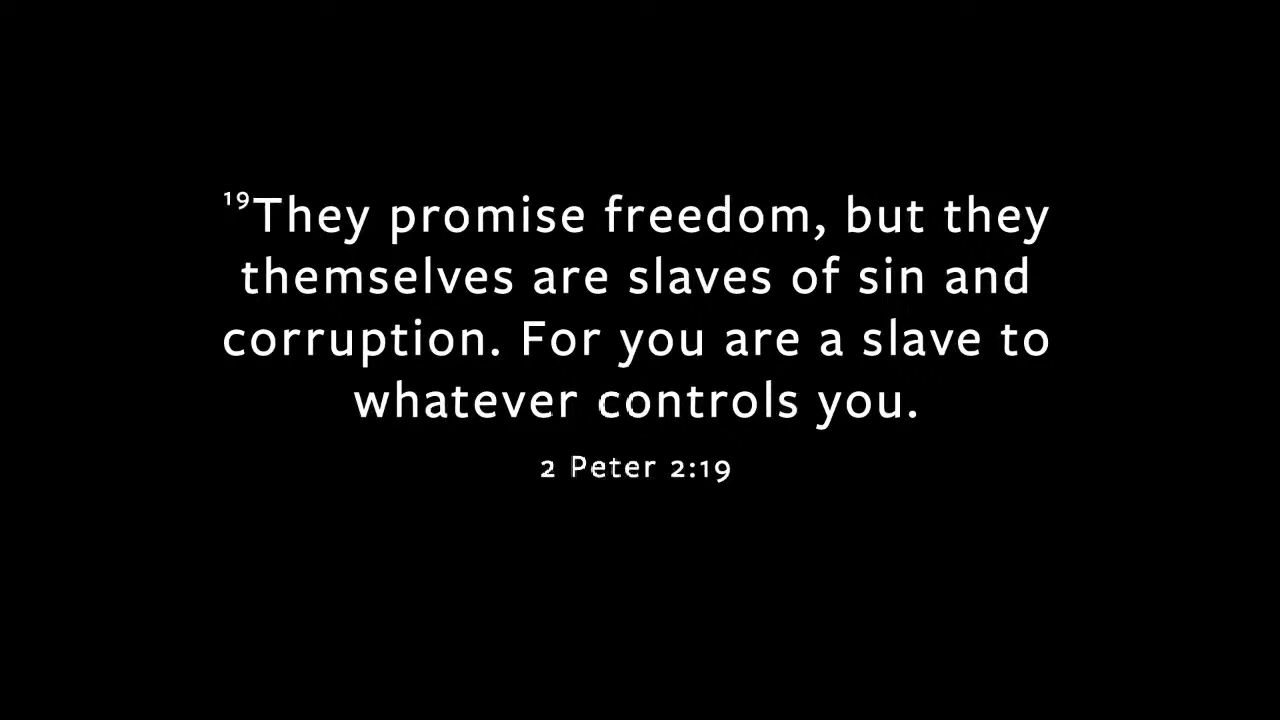 ¹⁹They promise freedom, but they
themselves are slaves of sin and
corruption. For you are a slave to
whatever controls you.
2 Peter 2:19